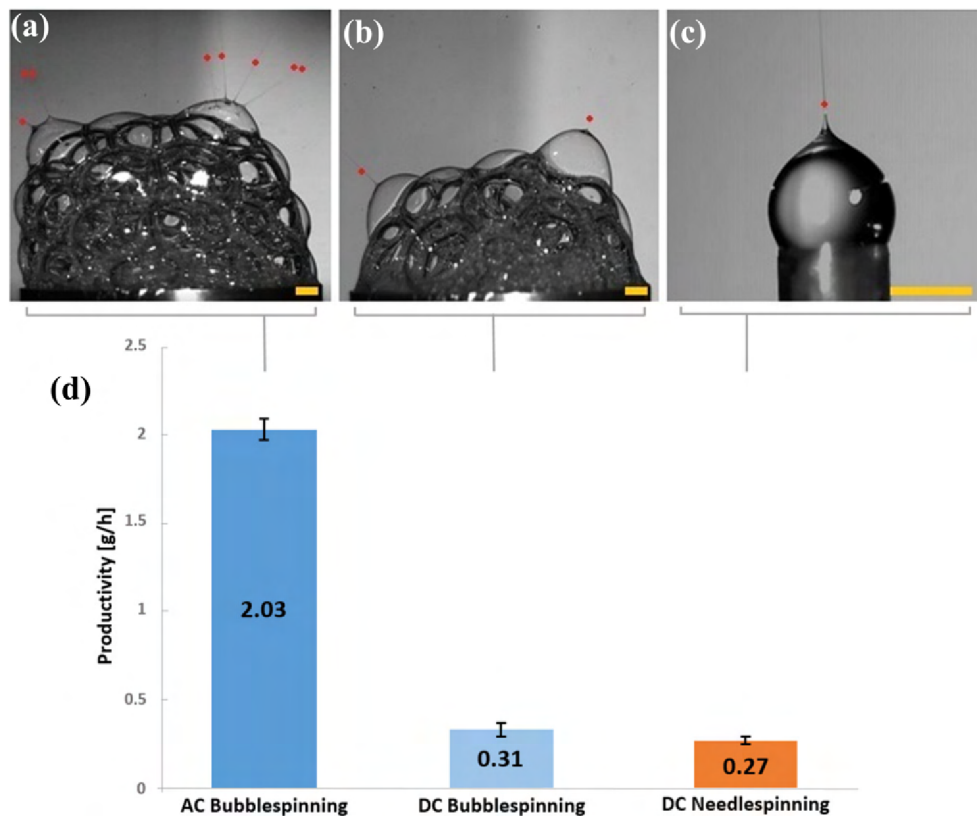 (a)
(b)
(c)
(d)
2.5
2
1.5
1
0.5
0
Productivity [g/h]
2.03
0.31
0.27
AC Bubblespinning
DC Bubblespinning
DC Needlespinning